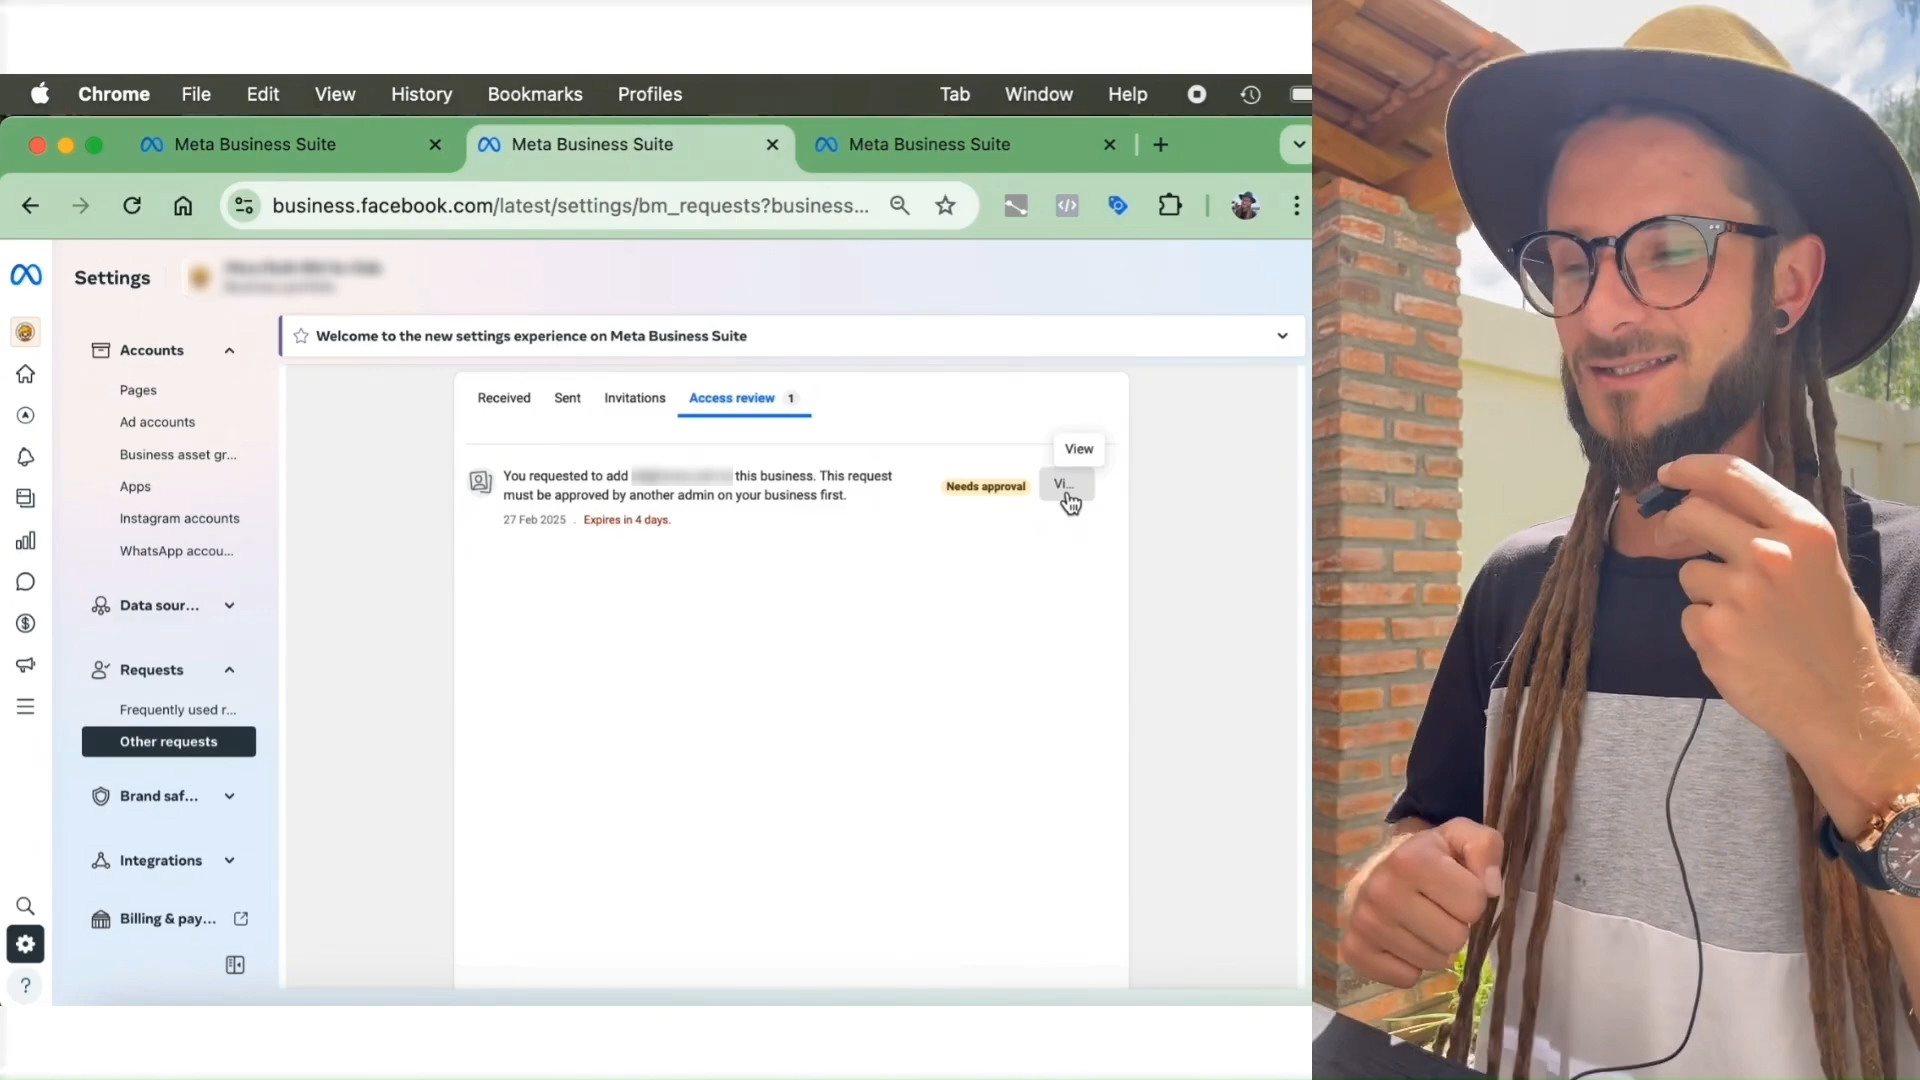 Chrome File Edit View History Bookmarks Profiles Tab Window Help
Meta Business Suite
Meta Business Suite
Meta Business Suite
business.facebook.com/latest/settings/bm_requests?business...
Settings
Welcome to the new settings experience on Meta Business Suite
Accounts
Pages
Ad accounts
Business asset gr...
Apps
Instagram accounts
WhatsApp accou...
Data sour...
Requests
Frequently used r...
Other requests
Brand saf...
Integrations
Billing & pay...
?
Received Sent Invitations Access review 1
View
You requested to add this business. This request
must be approved by another admin on your business first.
27 Feb 2025 . Expires in 4 days.
Needs approval
Vi...